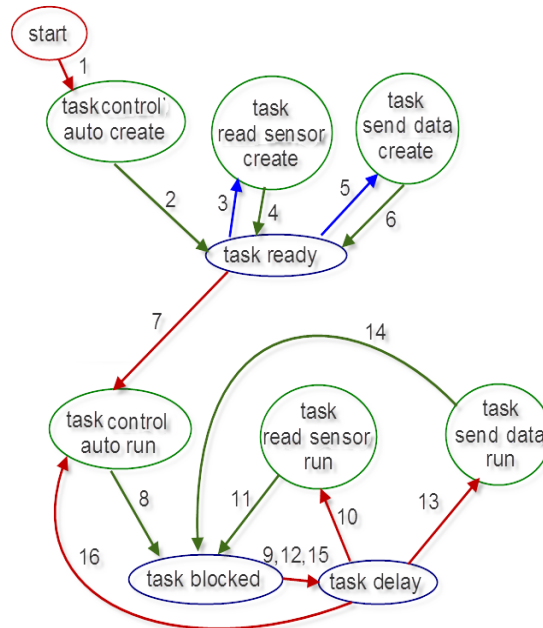 start
1
task control'
auto create
task
read sensor
create
task
send data
create
2
3
4
5
6
task ready
7
14
task control
auto run
task
read sensor
run
task
send data
run
8
11
9,12,15
10
13
16
task blocked
task delay